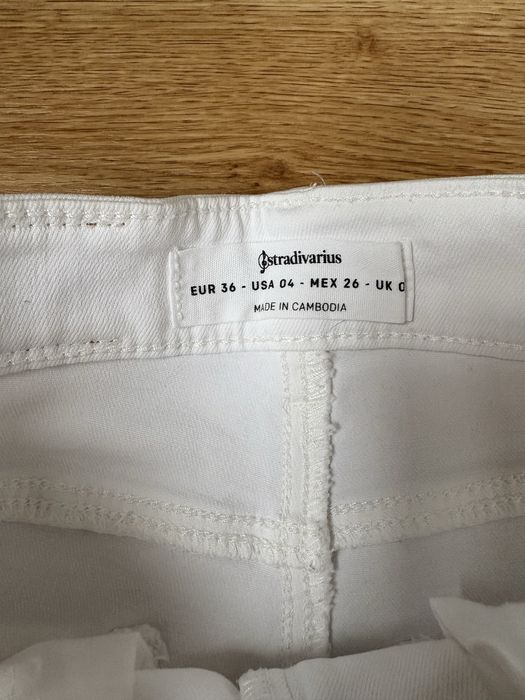 stradivarius
EUR 36 - USA 04 - MEX 26 - UK 0
MADE IN CAMBODIA